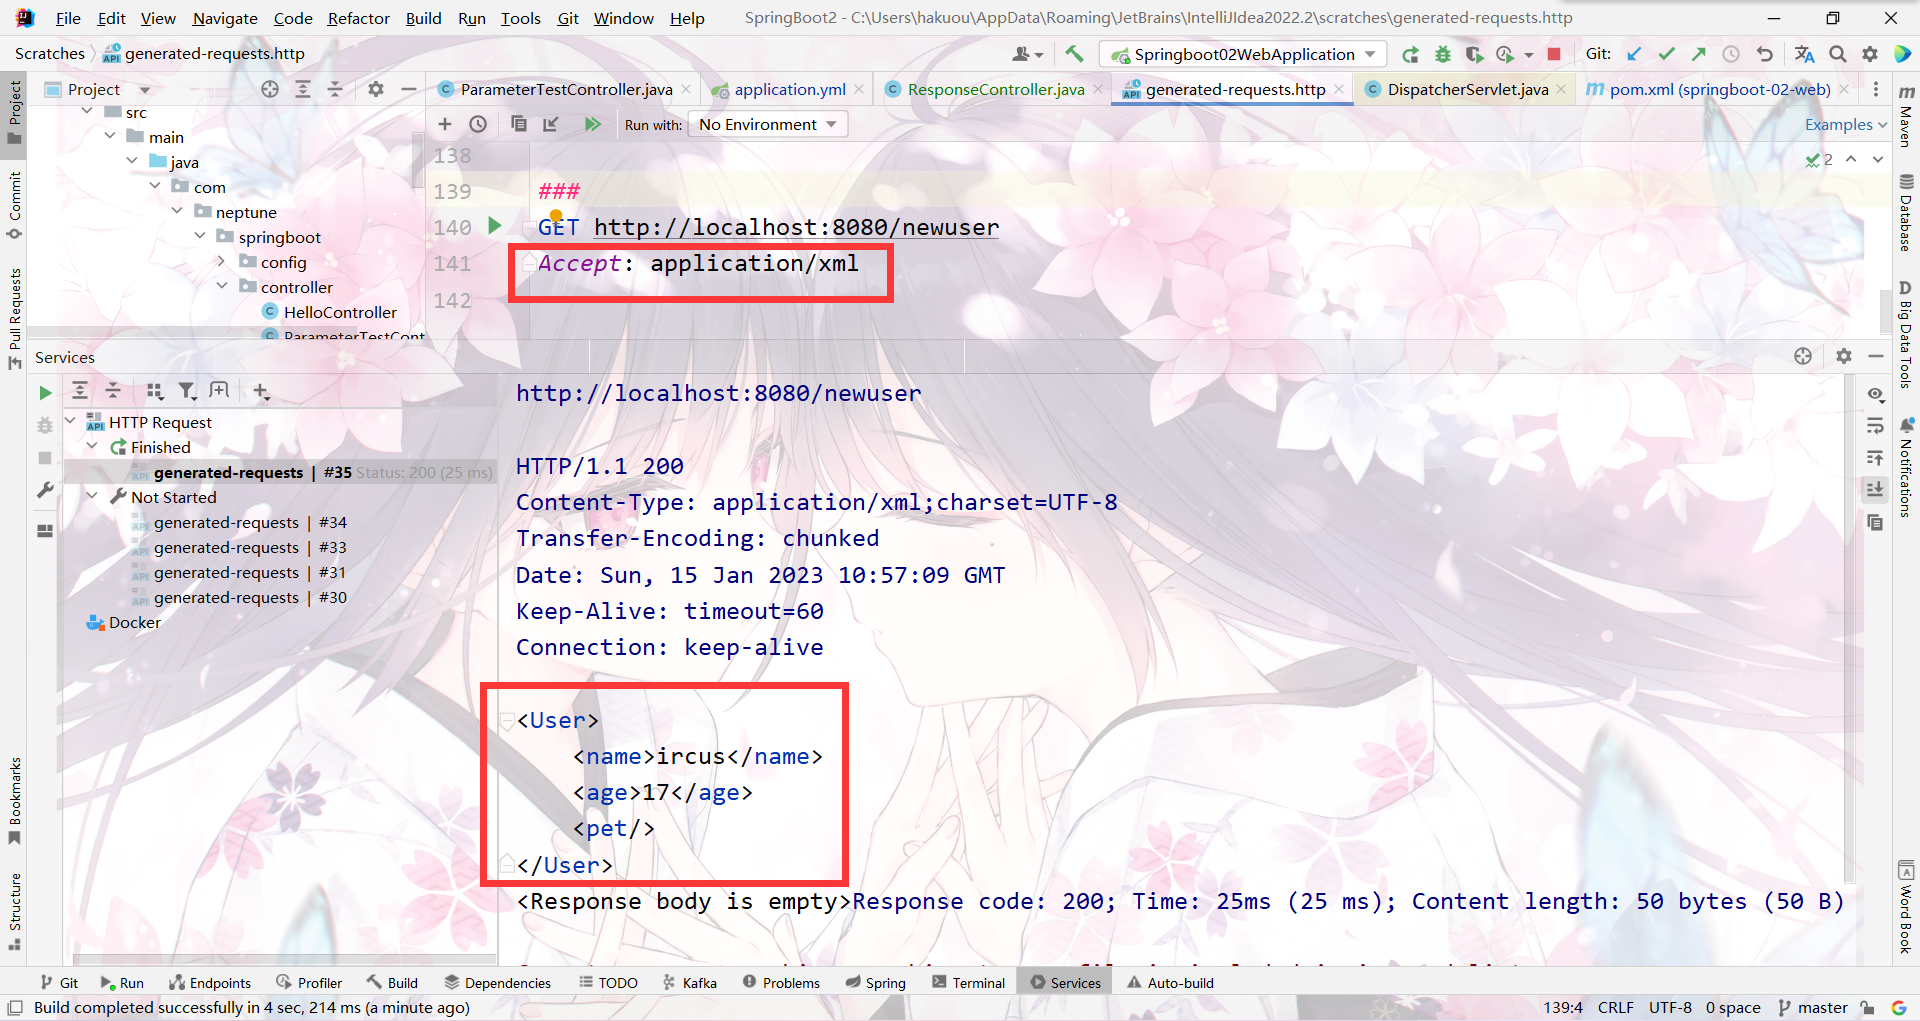 File Edit View Navigate Code Refactor Build Run Tools Git Window Help SpringBoot2 - C:\Users\hakuou\AppData\Roaming\JetBrains\IntelliJIdea2022.2\scratches\generated-requests.http
Scratches generated-requests.http Springboot02WebApplication Git:
Project ParameterTestController.java application.yml ResponseController.java generated-requests.http DispatcherServlet.java pom.xml (springboot-02-web)
Run with: No Environment Examples
src
main
java
com
neptune
springboot
config
controller
HelloController
ParameterTestCont
138
139 ###
140 GET http://localhost:8080/newuser
141 Accept: application/xml
142
2
Services
HTTP Request
Finished
generated-requests | #35 Status: 200 (25 ms)
Not Started
generated-requests | #34
generated-requests | #33
generated-requests | #31
generated-requests | #30
Docker
http://localhost:8080/newuser
HTTP/1.1 200
Content-Type: application/xml;charset=UTF-8
Transfer-Encoding: chunked
Date: Sun, 15 Jan 2023 10:57:09 GMT
Keep-Alive: timeout=60
Connection: keep-alive
<User>
<name>ircus</name>
<age>17</age>
<pet/>
</User>
<Response body is empty>Response code: 200; Time: 25ms (25 ms); Content length: 50 bytes (50 B)
Project
Commit
Pull Requests
Bookmarks
Structure
Maven
Database
Big Data Tools
Notifications
Word Book
Git Run Endpoints Profiler Build Dependencies TODO Kafka Problems Spring Terminal Services Auto-build
Build completed successfully in 4 sec, 214 ms (a minute ago) 139:4 CRLF UTF-8 0 space master